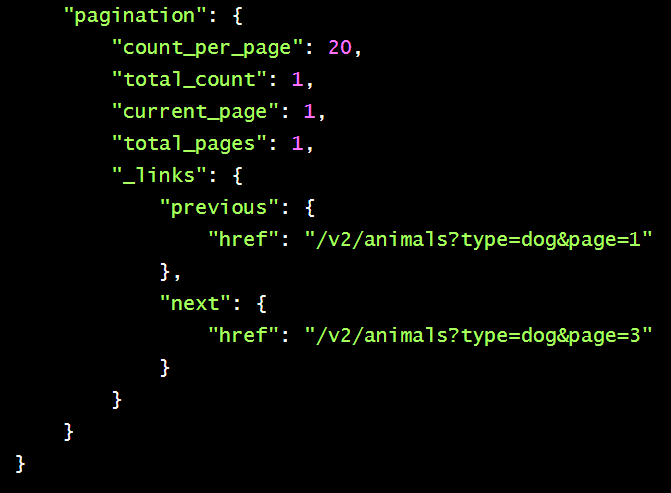 "pagination": {
"count_per_page": 20,
"total_count": 1,
"current_page": 1,
"total_pages": 1,
"_links": {
"previous": {
"href": "/v2/animals?type=dog&page=1"
},
"next": {
"href": "/v2/animals?type=dog&page=3"
}
}
}
}